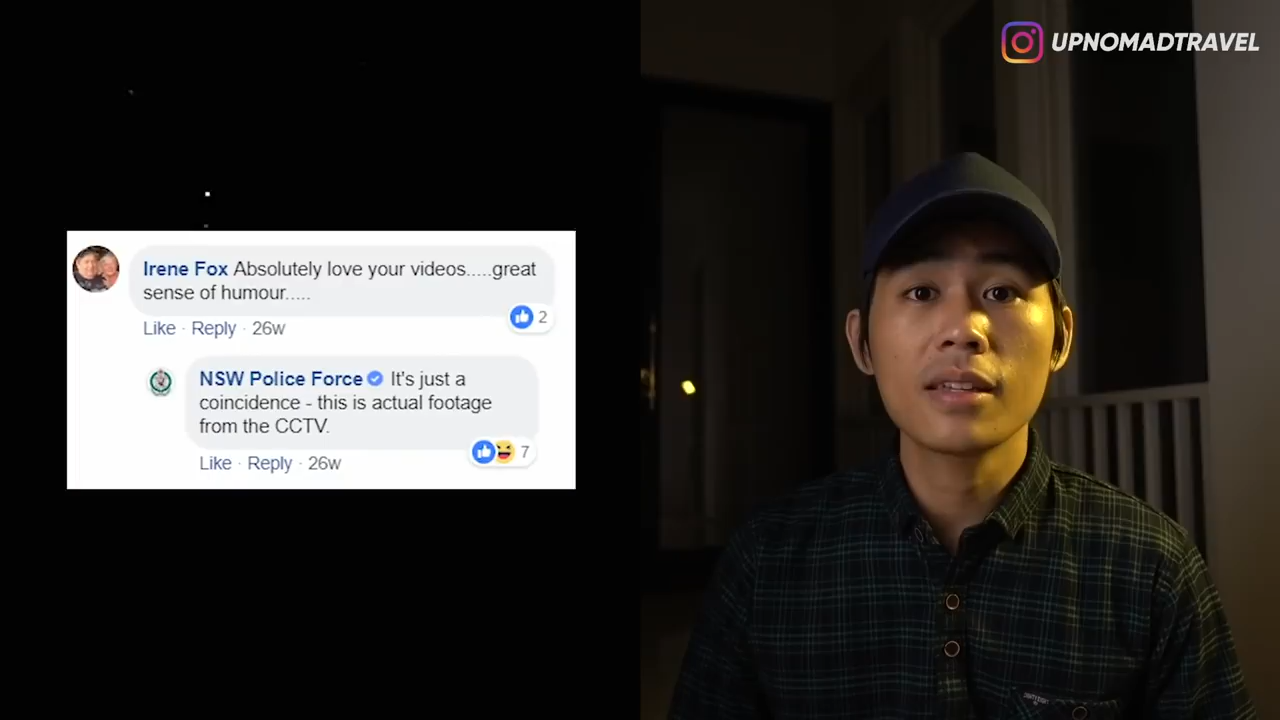 UPNOMADTRAVEL
Irene Fox Absolutely love your videos.....great
sense of humour.....
2
Like · Reply · 26w
NSW Police Force It's just a
coincidence - this is actual footage
from the CCTV.
7
Like · Reply · 26w